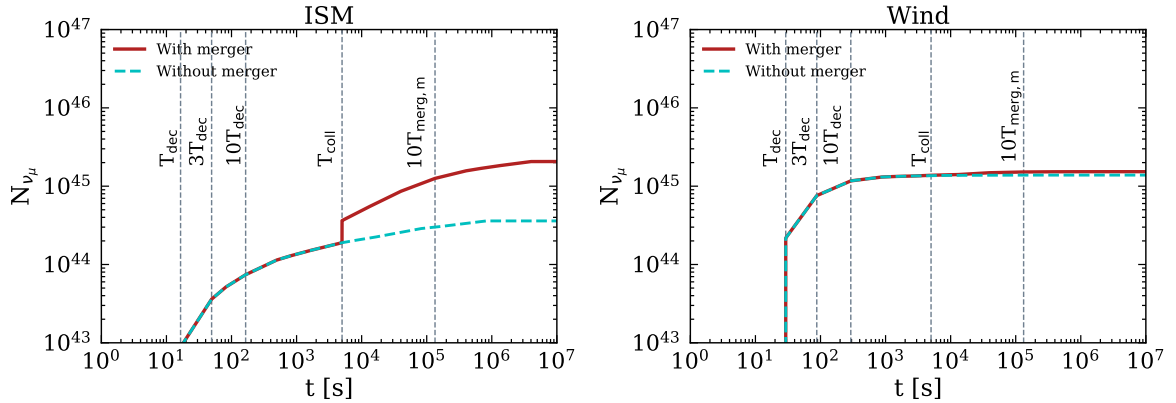 ISM
With merger
Without merger
T_dec
3T_dec
10T_dec
T_coll
10T_merg, m
N_νμ
10^47
10^46
10^45
10^44
10^43
10^0 10^1 10^2 10^3 10^4 10^5 10^6 10^7
t [s]
Wind
With merger
Without merger
T_dec
3T_dec
10T_dec
T_coll
10T_merg, m
N_νμ
10^47
10^46
10^45
10^44
10^43
10^0 10^1 10^2 10^3 10^4 10^5 10^6 10^7
t [s]